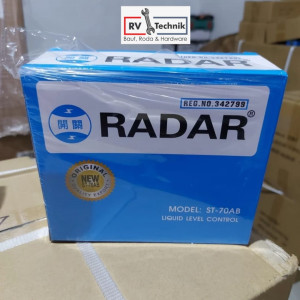 RV Technik
Baut, Roda & Hardware
REG.NO.342799
開關
RADAR®
ORIGINAL
NEW
MODEL: ST-70AB
LIQUID LEVEL CONTROL